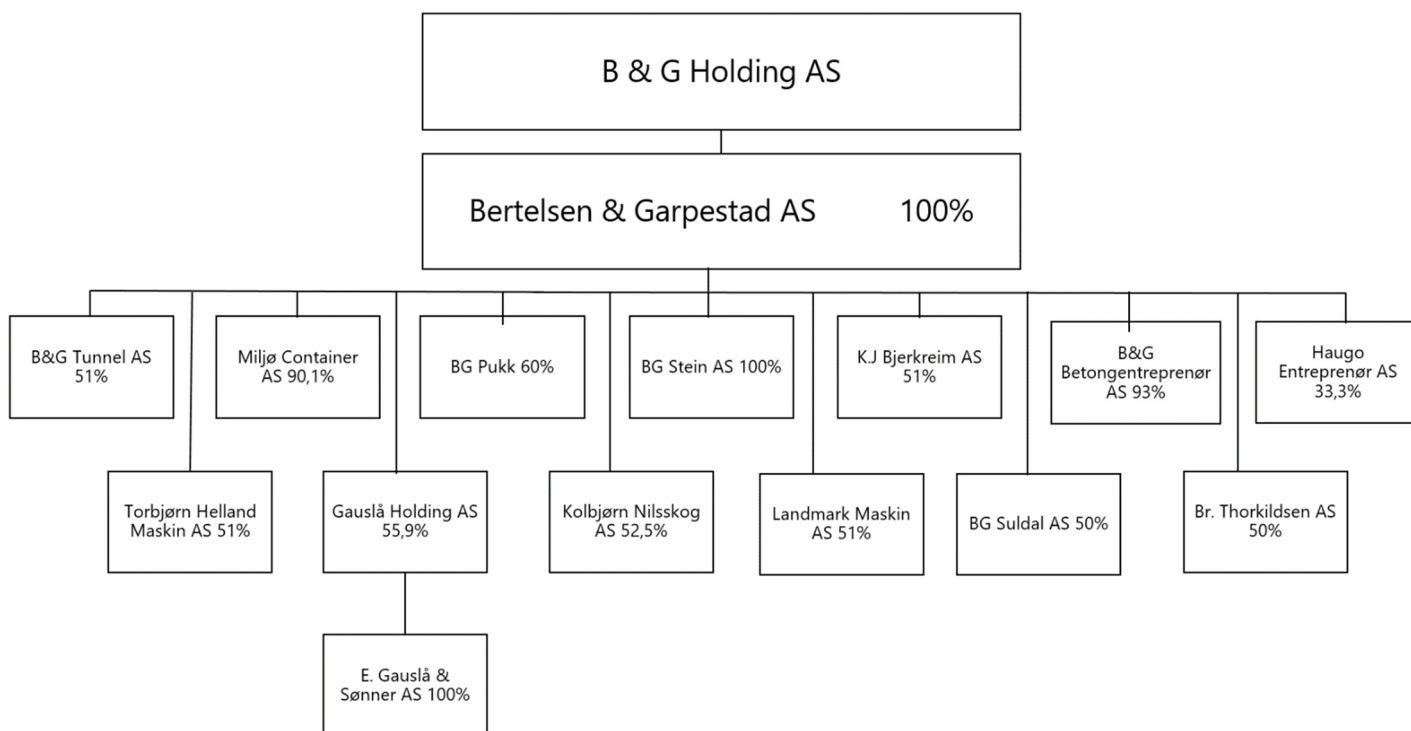 B & G Holding AS
Bertelsen & Garpestad AS 100%
B&G Tunnel AS
51%
Miljø Container
AS 90,1%
BG Pukk 60%
BG Stein AS 100%
K.J Bjerkreim AS
51%
B&G
Betongentreprenør
AS 93%
Haugo
Entreprenør AS
33,3%
Torbjørn Helland
Maskin AS 51%
Gauslå Holding AS
55,9%
Kolbjørn Nilsskog
AS 52,5%
Landmark Maskin
AS 51%
BG Suldal AS 50%
Br. Thorkildsen AS
50%
E. Gauslå &
Sønner AS 100%